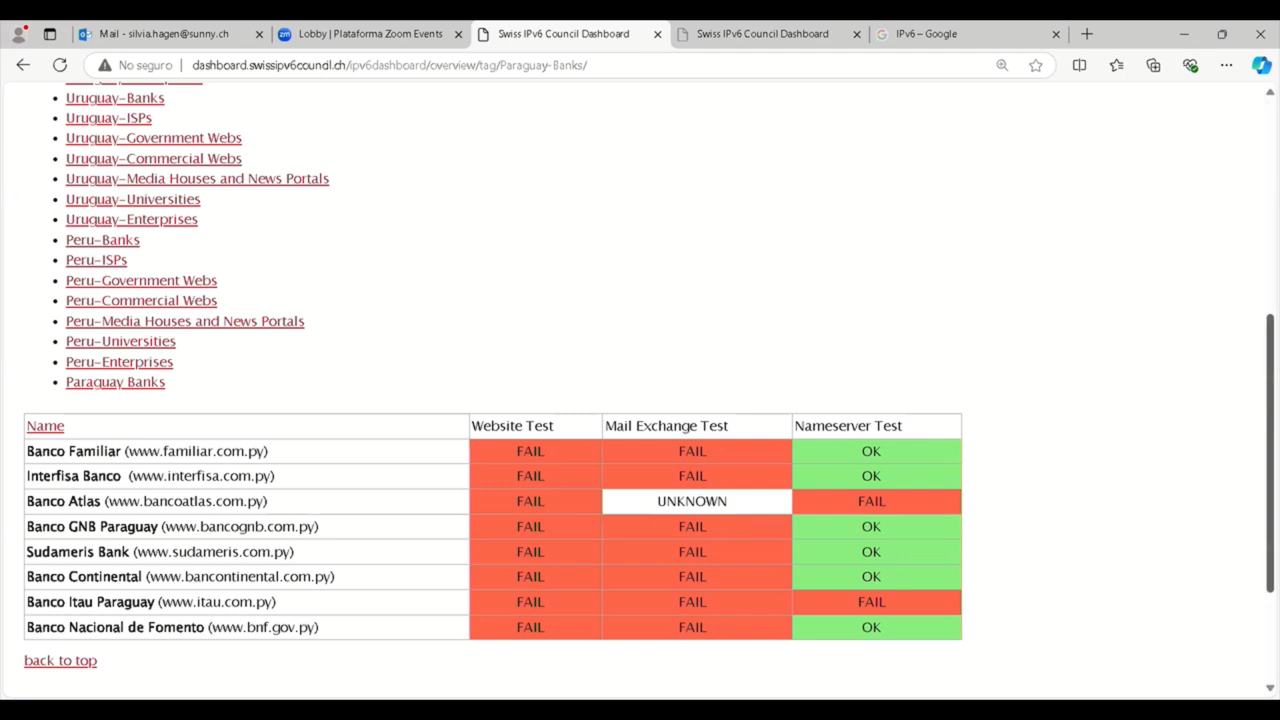 Mail - silvia.hagen@sunny.ch
Lobby | Plataforma Zoom Events
Swiss IPv6 Council Dashboard
Swiss IPv6 Council Dashboard
IPv6 - Google
No seguro
dashboard.swissipv6council.ch/ipv6dashboard/overview/tag/Paraguay-Banks/
Uruguay-Banks
Uruguay-ISPs
Uruguay-Government Webs
Uruguay-Commercial Webs
Uruguay-Media Houses and News Portals
Uruguay-Universities
Uruguay-Enterprises
Peru-Banks
Peru-ISPs
Peru-Government Webs
Peru-Commercial Webs
Peru-Media Houses and News Portals
Peru-Universities
Peru-Enterprises
Paraguay Banks
Name Website Test Mail Exchange Test Nameserver Test
Banco Familiar (www.familiar.com.py) FAIL FAIL OK
Interfisa Banco (www.interfisa.com.py) FAIL FAIL OK
Banco Atlas (www.bancoatlas.com.py) FAIL UNKNOWN FAIL
Banco GNB Paraguay (www.bancognb.com.py) FAIL FAIL OK
Sudameris Bank (www.sudameris.com.py) FAIL FAIL OK
Banco Continental (www.bancontinental.com.py) FAIL FAIL OK
Banco Itau Paraguay (www.itau.com.py) FAIL FAIL FAIL
Banco Nacional de Fomento (www.bnf.gov.py) FAIL FAIL OK
back to top